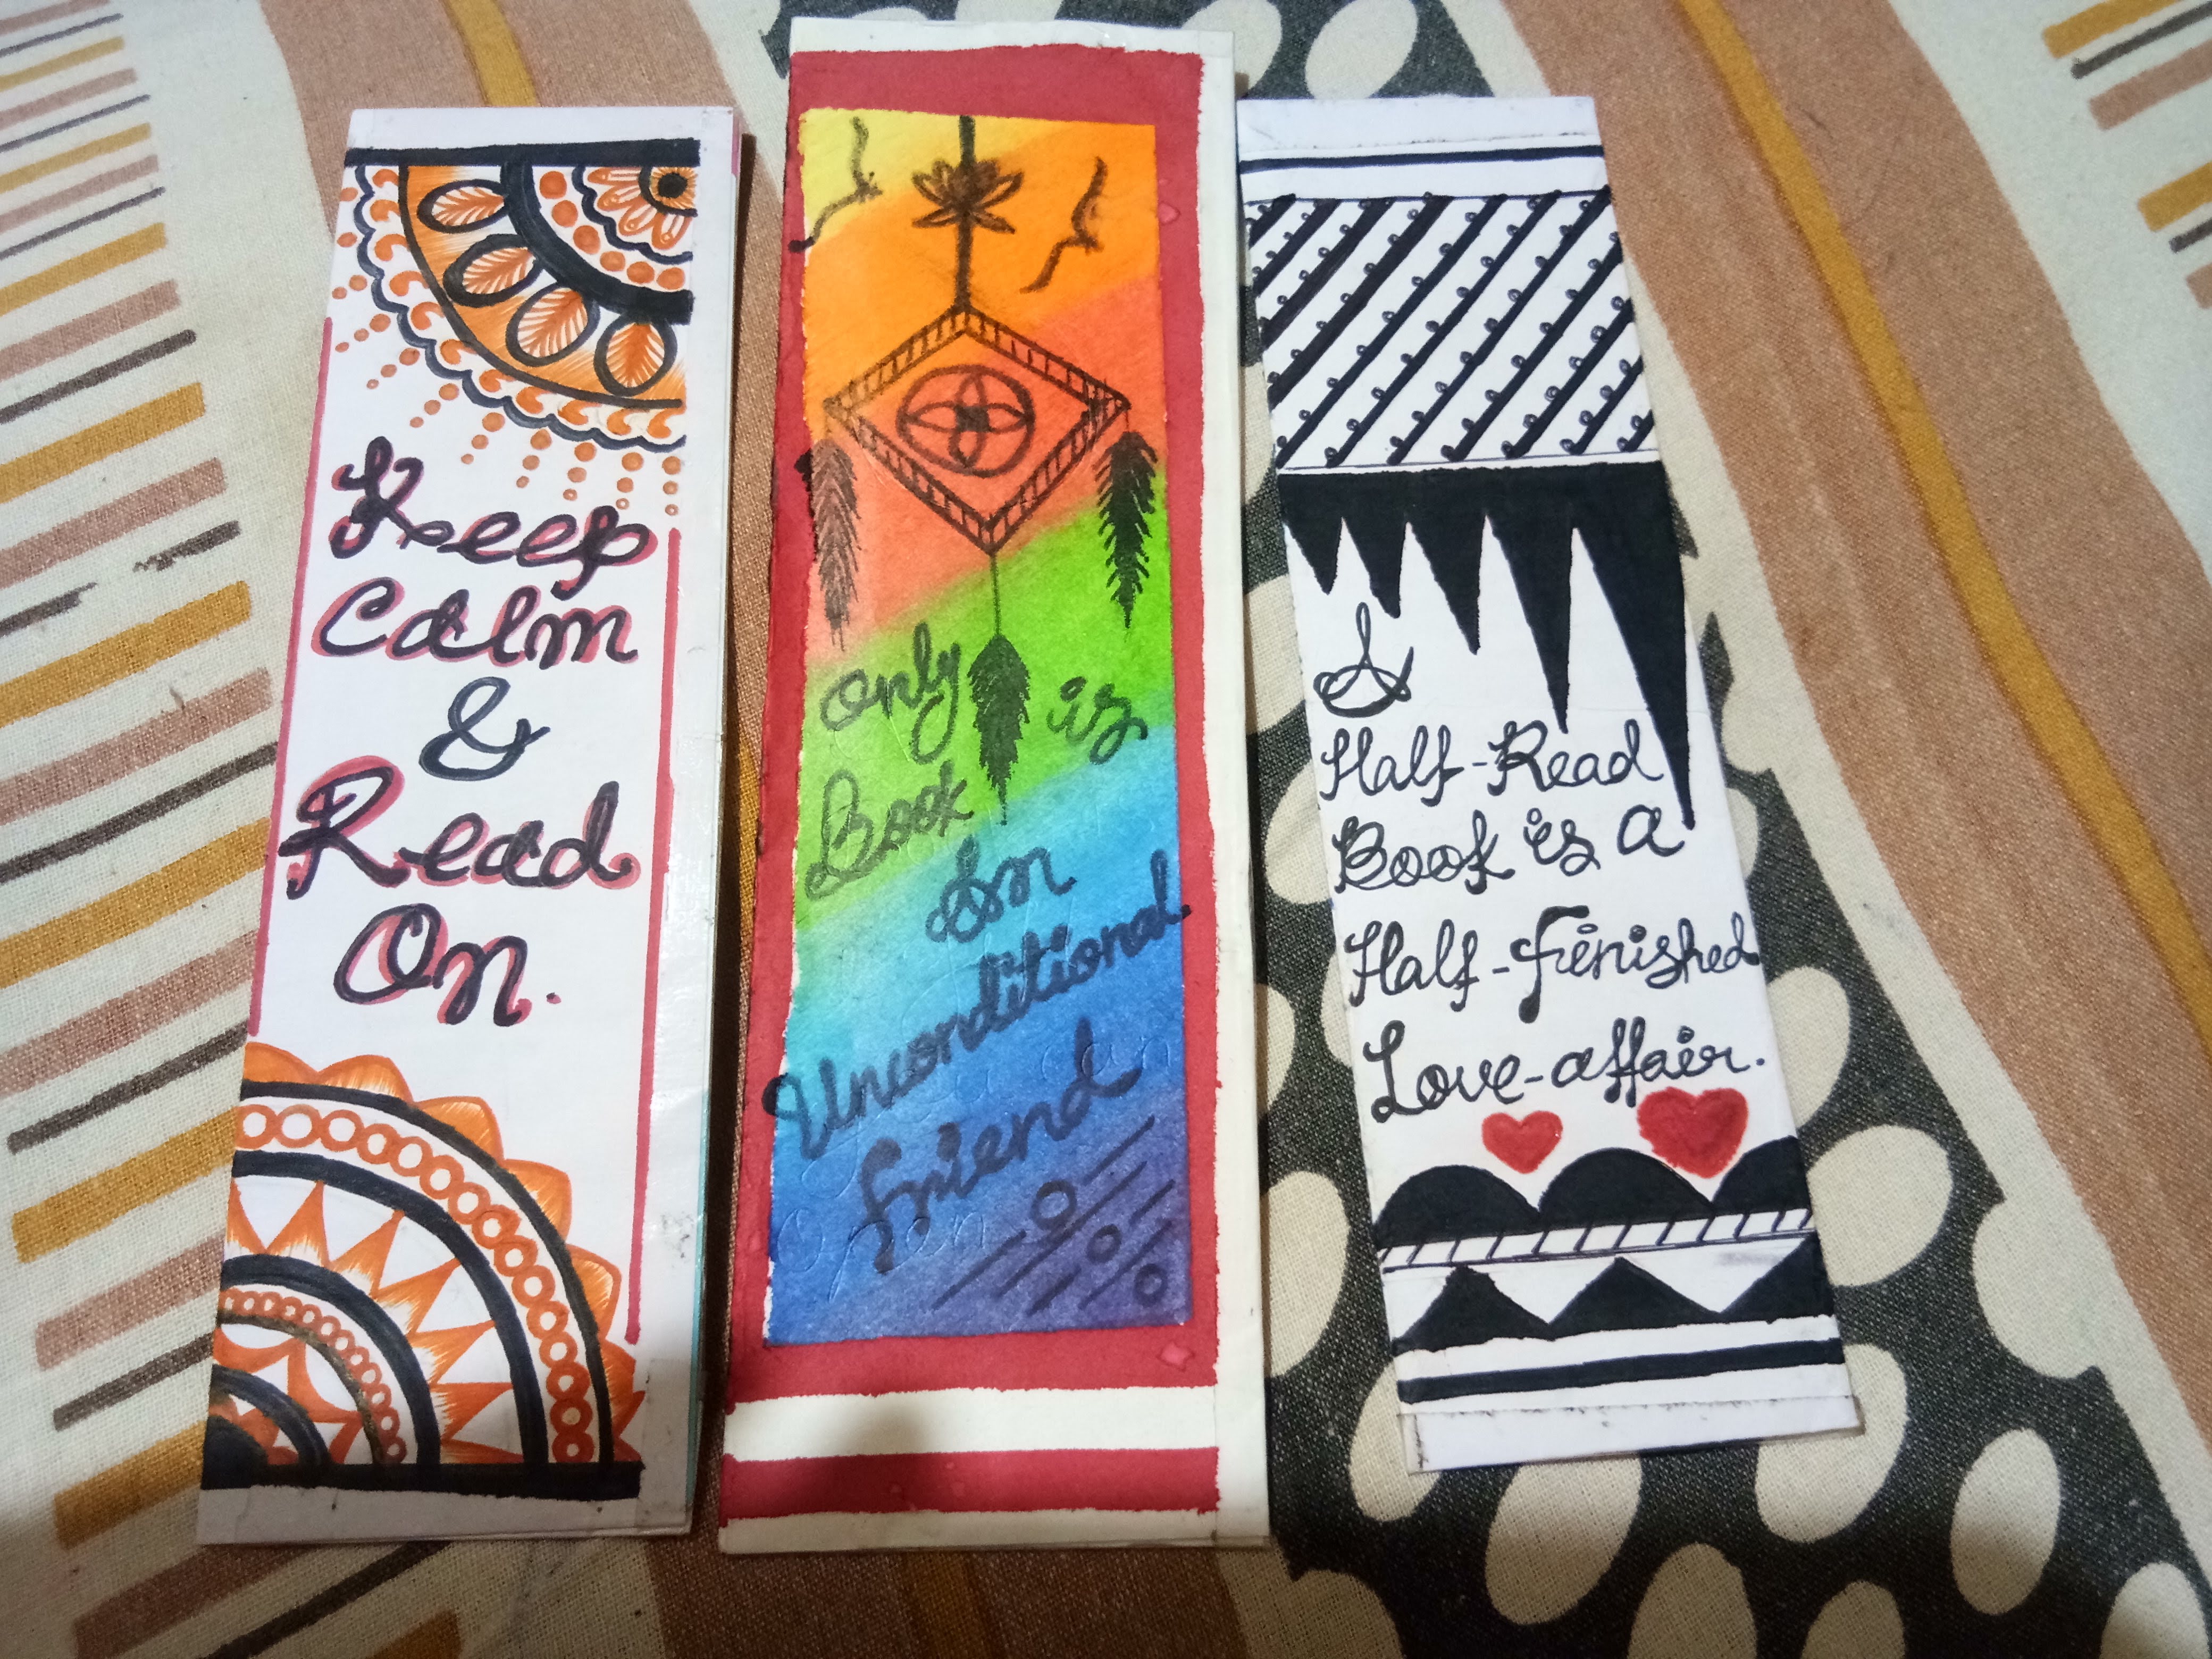 Keep
Calm
&
Read
On.
Only is
Book
An
Unconditional
friend
A
Half-Read
Book is a
Half-finished
Love-affair.